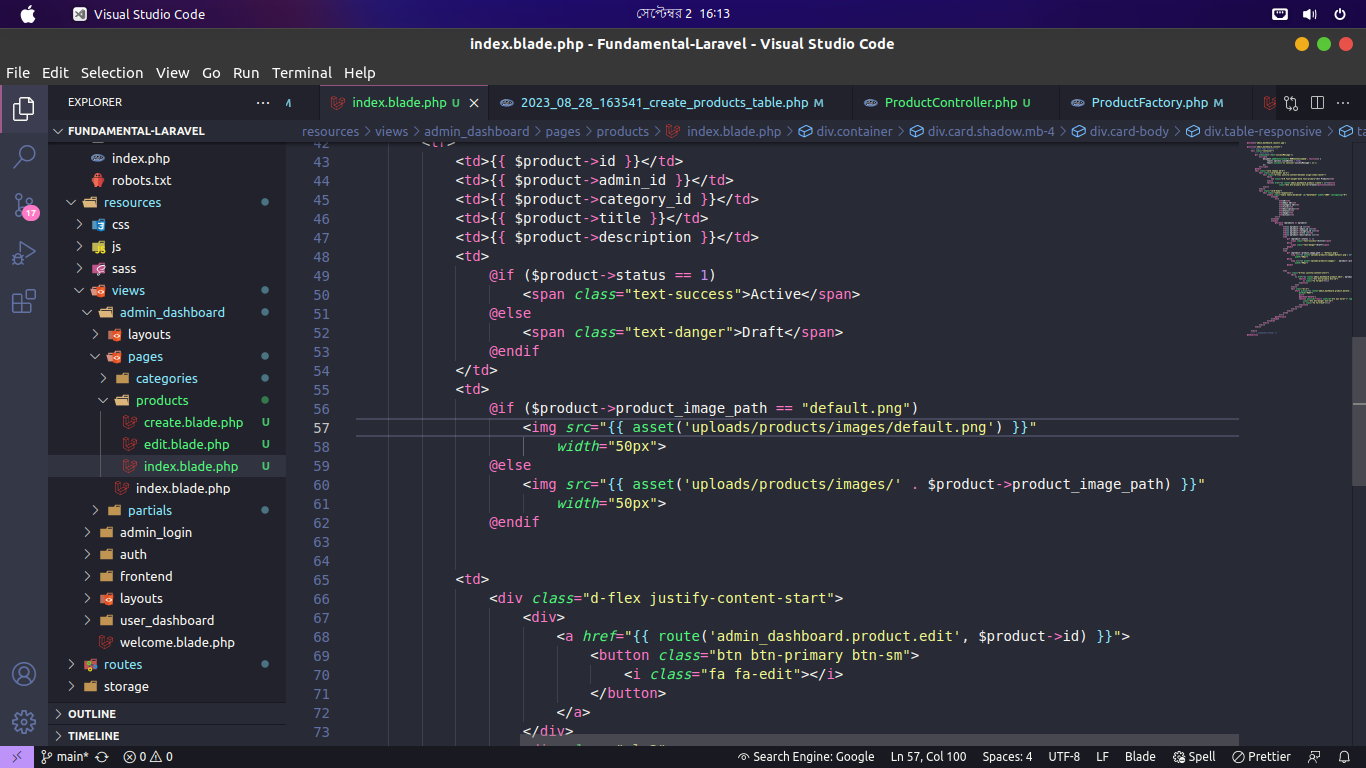 Visual Studio Code
সেপ্টেম্বর 2 16:13
index.blade.php - Fundamental-Laravel - Visual Studio Code
File Edit Selection View Go Run Terminal Help
EXPLORER
M
index.blade.php U
2023_08_28_163541_create_products_table.php M
ProductController.php U
ProductFactory.php M
FUNDAMENTAL-LARAVEL
resources > views > admin_dashboard > pages > products > index.blade.php > div.container > div.card.shadow.mb-4 > div.card-body > div.table-responsive >
index.php
robots.txt
resources
css
js
sass
views
admin_dashboard
layouts
pages
categories
products
create.blade.php U
edit.blade.php U
index.blade.php U
index.blade.php
partials
admin_login
auth
frontend
layouts
user_dashboard
welcome.blade.php
routes
storage
OUTLINE
TIMELINE
17
42 <tr>
43 <td>{{ $product->id }}</td>
44 <td>{{ $product->admin_id }}</td>
45 <td>{{ $product->category_id }}</td>
46 <td>{{ $product->title }}</td>
47 <td>{{ $product->description }}</td>
48 <td>
49 @if ($product->status == 1)
50 <span class="text-success">Active</span>
51 @else
52 <span class="text-danger">Draft</span>
53 @endif
54 </td>
55 <td>
56 @if ($product->product_image_path == "default.png")
57 <img src="{{ asset('uploads/products/images/default.png') }}"
58 width="50px">
59 @else
60 <img src="{{ asset('uploads/products/images/' . $product->product_image_path) }}"
61 width="50px">
62 @endif
63
64
65 <td>
66 <div class="d-flex justify-content-start">
67 <div>
68 <a href="{{ route('admin_dashboard.product.edit', $product->id) }}">
69 <button class="btn btn-primary btn-sm">
70 <i class="fa fa-edit"></i>
71 </button>
72 </a>
73 </div>
main* 0 0 Search Engine: Google Ln 57, Col 100 Spaces: 4 UTF-8 LF Blade Spell Prettier